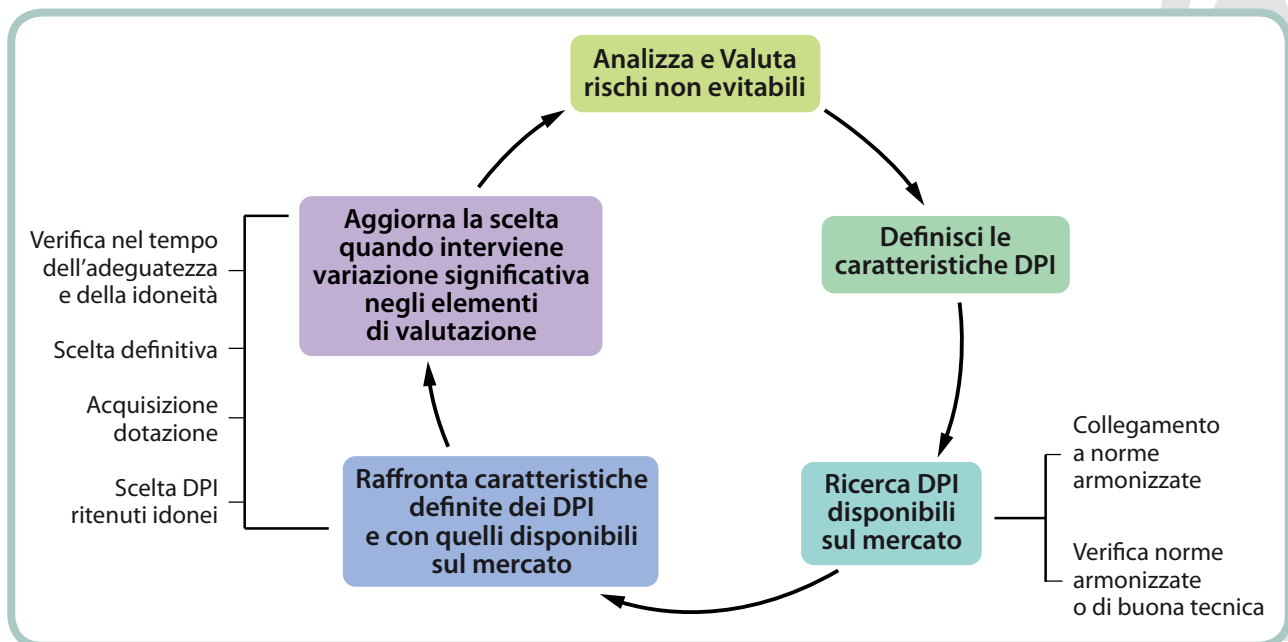 Analizza e Valuta
rischi non evitabili
Definisci le
caratteristiche DPI
Ricerca DPI
disponibili
sul mercato
Collegamento
a norme
armonizzate
Verifica norme
armonizzate
o di buona tecnica
Raffronta caratteristiche
definite dei DPI
e con quelli disponibili
sul mercato
Aggiorna la scelta
quando interviene
variazione significativa
negli elementi
di valutazione
Verifica nel tempo
dell’adeguatezza
e della idoneità
Scelta definitiva
Acquisizione
dotazione
Scelta DPI
ritenuti idonei